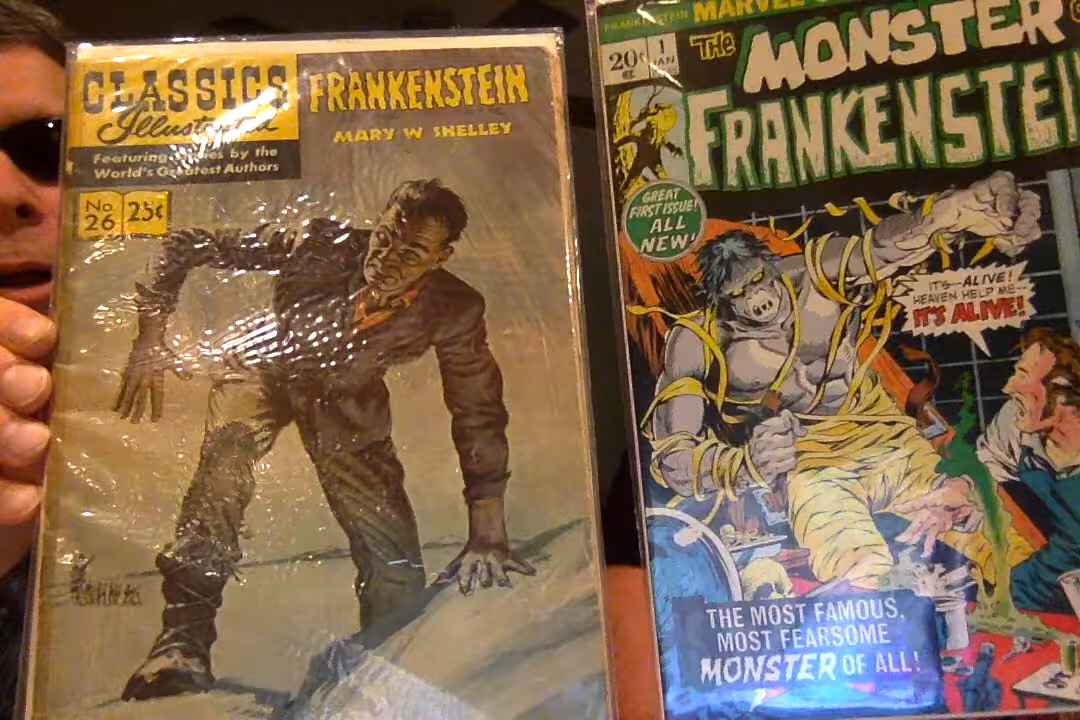 CLASSICS
Illustrated
Featuring Stories by the
World's Greatest Authors
No. 26
25¢
FRANKENSTEIN
MARY W SHELLEY
FRANKENSTEIN
MARVEL
20¢
1
JAN
THE
MONSTER
FRANKENSTEIN
GREAT
FIRST ISSUE!
ALL
NEW!
IT'S--ALIVE!
HEAVEN HELP ME--
IT'S ALIVE!
THE MOST FAMOUS,
MOST FEARSOME
MONSTER OF ALL!